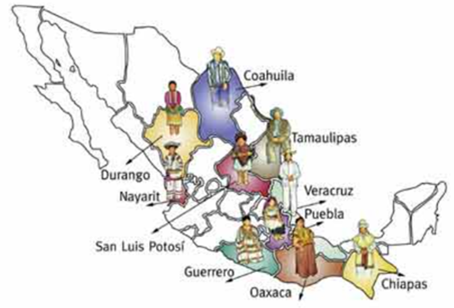 Coahuila
Tamaulipas
Durango
Nayarit
Veracruz
Puebla
San Luis Potosí
Guerrero
Oaxaca
Chiapas